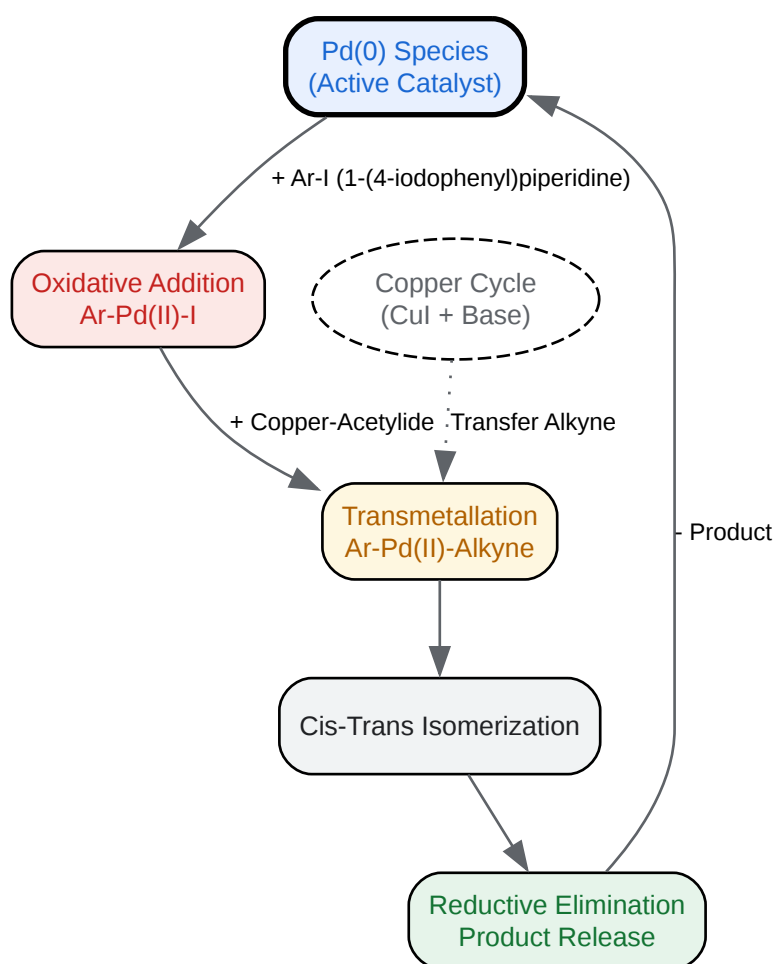 Pd(0) Species
(Active Catalyst)
+ Ar-I (1-(4-iodophenyl)piperidine)
Oxidative Addition
Ar-Pd(II)-I
Copper Cycle
(CuI + Base)
+ Copper-Acetylide
Transfer Alkyne
Transmetallation
Ar-Pd(II)-Alkyne
- Product
Cis-Trans Isomerization
Reductive Elimination
Product Release